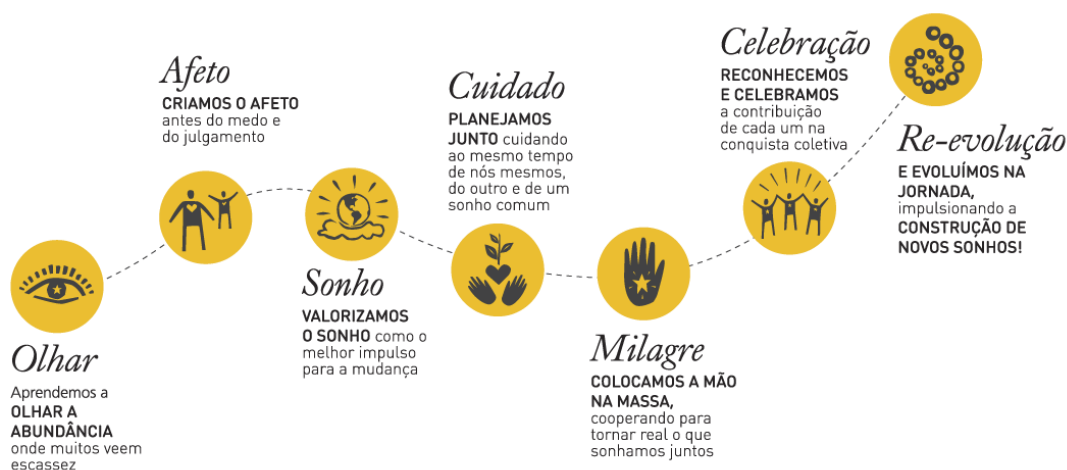 Olhar
Aprendemos a
OLHAR A
ABUNDÂNCIA
onde muitos veem
escassez
Afeto
CRIAMOS O AFETO
antes do medo e
do julgamento
Sonho
VALORIZAMOS
O SONHO como o
melhor impulso
para a mudança
Cuidado
PLANEJAMOS
JUNTO cuidando
ao mesmo tempo
de nós mesmos,
do outro e de um
sonho comum
Milagre
COLOCAMOS A MÃO
NA MASSA,
cooperando para
tornar real o que
sonhamos juntos
Celebração
RECONHECEMOS
E CELEBRAMOS
a contribuição
de cada um na
conquista coletiva
Re-evolução
E EVOLUÍMOS NA
JORNADA,
impulsionando a
CONSTRUÇÃO DE
NOVOS SONHOS!